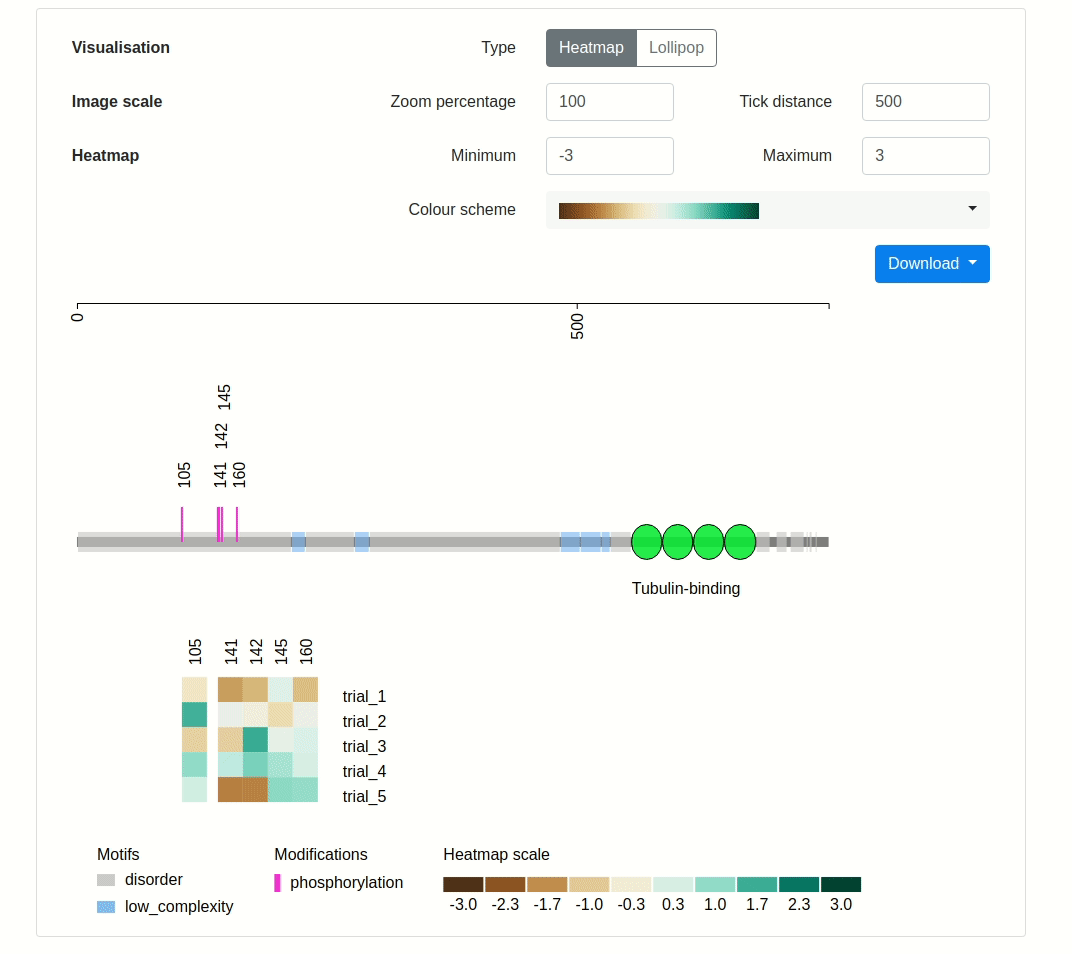 Visualisation Type Heatmap Lollipop
Image scale Zoom percentage 100 Tick distance 500
Heatmap Minimum -3 Maximum 3
Colour scheme
Download
0 500
145
142
105 141 160
Tubulin-binding
105 141 142 145 160
trial_1
trial_2
trial_3
trial_4
trial_5
Motifs Modifications Heatmap scale
disorder phosphorylation
low_complexity -3.0 -2.3 -1.7 -1.0 -0.3 0.3 1.0 1.7 2.3 3.0